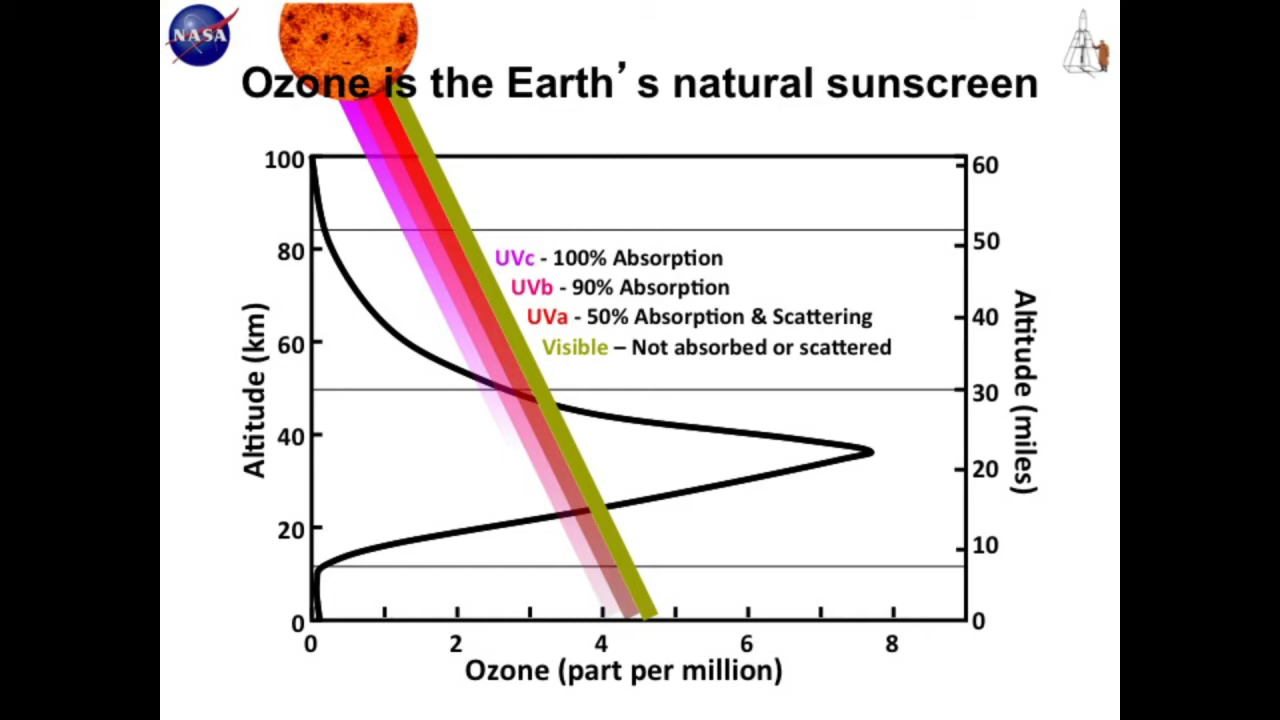 NASA
Ozone is the Earth’s natural sunscreen
100
80
60
40
20
0
Altitude (km)
UVc - 100% Absorption
UVb - 90% Absorption
UVa - 50% Absorption & Scattering
Visible – Not absorbed or scattered
60
50
40
30
20
10
0
Altitude (miles)
0 2 4 6 8
Ozone (part per million)